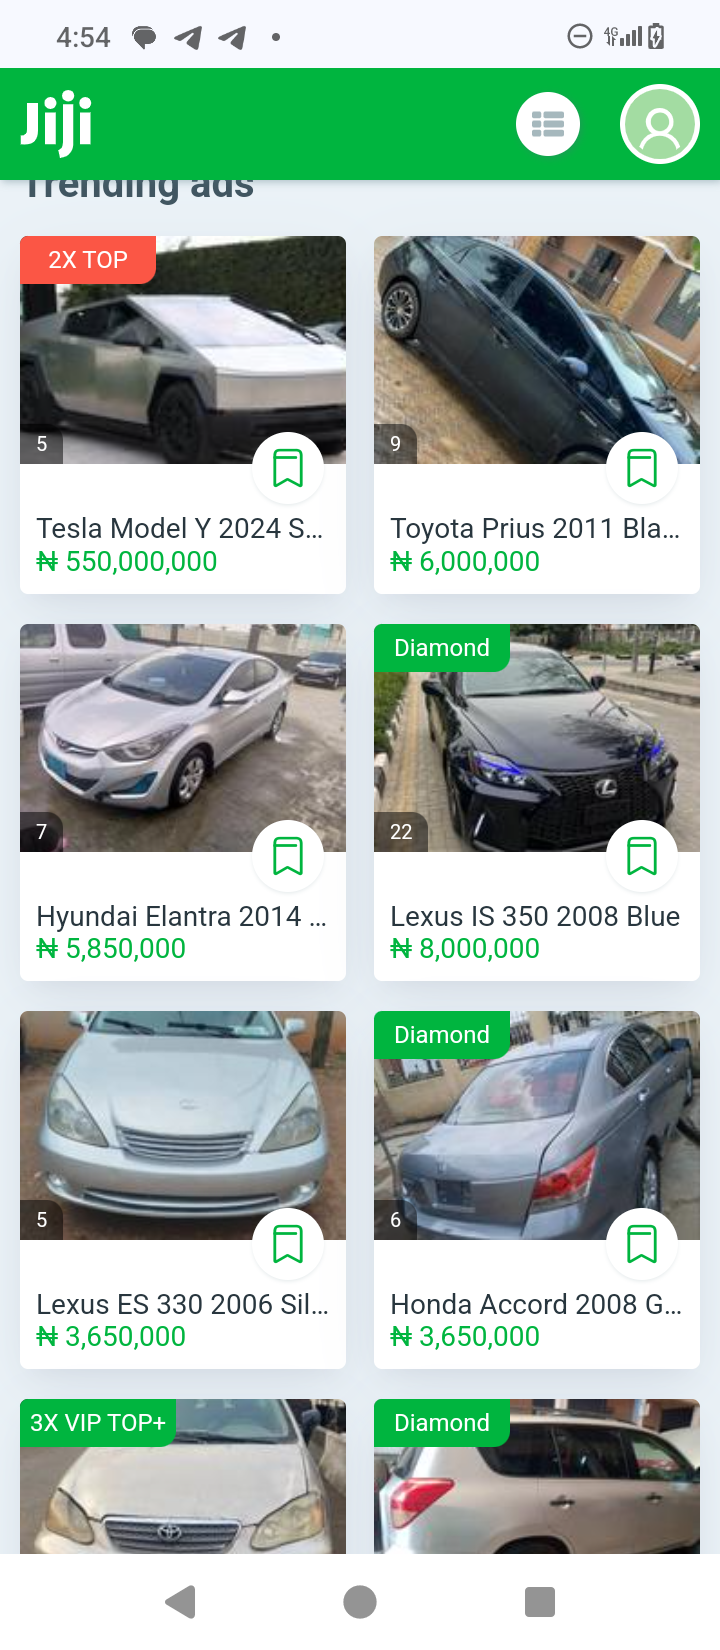 4:54
4G
Jiji
Trending ads
2X TOP
5
9
Tesla Model Y 2024 S...
₦ 550,000,000
Toyota Prius 2011 Bla...
₦ 6,000,000
Diamond
7
22
Hyundai Elantra 2014 ...
₦ 5,850,000
Lexus IS 350 2008 Blue
₦ 8,000,000
Diamond
5
6
Lexus ES 330 2006 Sil...
₦ 3,650,000
Honda Accord 2008 G...
₦ 3,650,000
3X VIP TOP+
Diamond